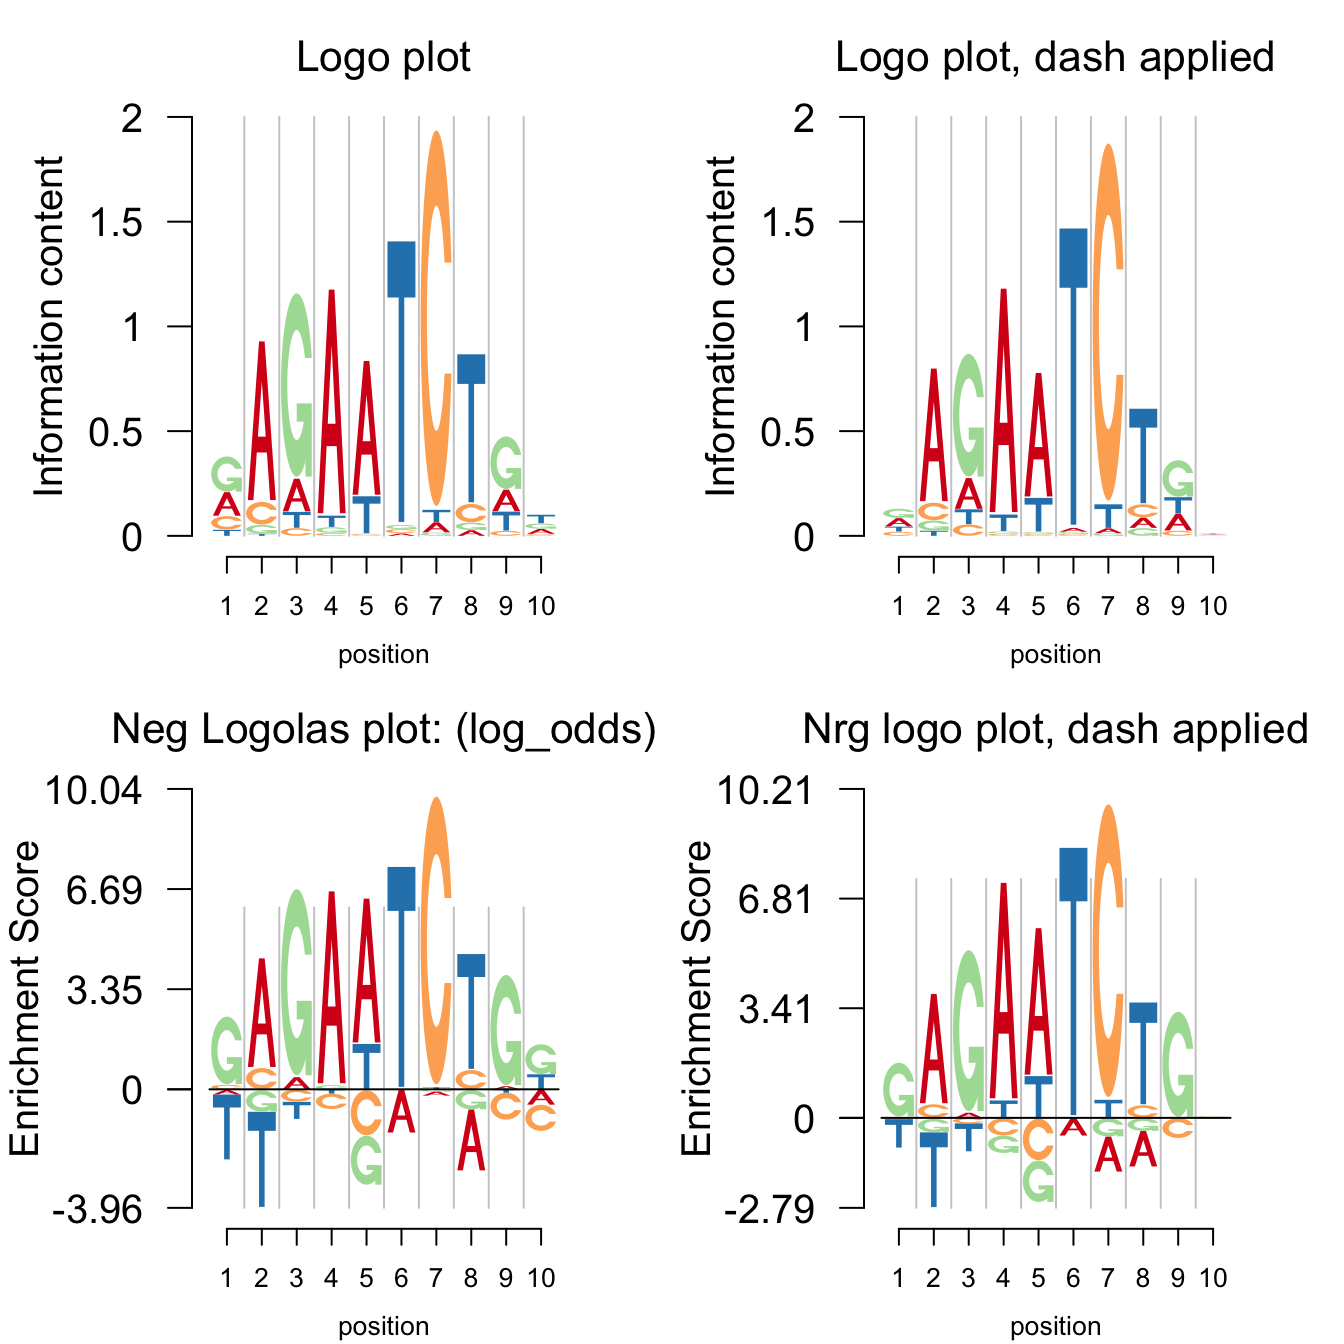 Logo plot
Information content
2
1.5
1
0.5
0
G A C T
A C G T
G A T C
A T G C
A T C
T G C A
C T A G
T C G A
G A T C
T G A
1 2 3 4 5 6 7 8 9 10
position
Logo plot, dash applied
Information content
2
1.5
1
0.5
0
G A T C
A C G T
G A T C
A T
A T
T A
C T A
T C A G
G T A C
1 2 3 4 5 6 7 8 9 10
position
Neg Logolas plot: (log_odds)
Enrichment Score
10.04
6.69
3.35
0
-3.96
G A T
A C G T
G A C T
A T C
A T C G
T A
C
T C G A
G C
G T A C
1 2 3 4 5 6 7 8 9 10
position
Nrg logo plot, dash applied
Enrichment Score
10.21
6.81
3.41
0
-2.79
G T
A C G T
G A C T
A T C G
A T C G
T A
C T G A
T C G A
G C
1 2 3 4 5 6 7 8 9 10
position